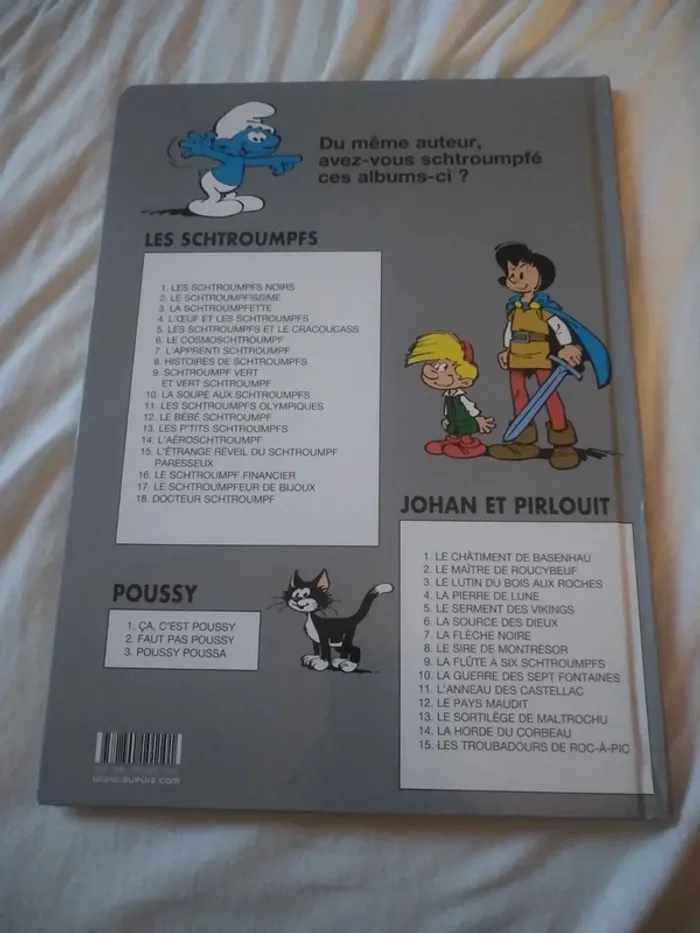 Du même auteur,
avez-vous schtroumpfé
ces albums-ci ?
LES SCHTROUMPFS
1. LES SCHTROUMPFS NOIRS
2. LE SCHTROUMPFISSIME
3. LA SCHTROUMPFETTE
4. L'ŒUF ET LES SCHTROUMPFS
5. LES SCHTROUMPFS ET LE CRACOUCASS
6. LE COSMOSCHTROUMPF
7. L'APPRENTI SCHTROUMPF
8. HISTOIRES DE SCHTROUMPFS
9. SCHTROUMPF VERT
ET VERT SCHTROUMPF
10. LA SOUPE AUX SCHTROUMPFS
11. LES SCHTROUMPFS OLYMPIQUES
12. LE BÉBÉ SCHTROUMPF
13. LES P'TITS SCHTROUMPFS
14. L'AÉROSCHTROUMPF
15. L'ÉTRANGE RÉVEIL DU SCHTROUMPF
PARESSEUX
16. LE SCHTROUMPF FINANCIER
17. LE SCHTROUMPFEUR DE BIJOUX
18. DOCTEUR SCHTROUMPF
JOHAN ET PIRLOUIT
1. LE CHÂTIMENT DE BASENHAU
2. LE MAÎTRE DE ROUCYBEUF
3. LE LUTIN DU BOIS AUX ROCHES
4. LA PIERRE DE LUNE
5. LE SERMENT DES VIKINGS
6. LA SOURCE DES DIEUX
7. LA FLÈCHE NOIRE
8. LE SIRE DE MONTRÉSOR
9. LA FLÛTE À SIX SCHTROUMPFS
10. LA GUERRE DES SEPT FONTAINES
11. L'ANNEAU DES CASTELLAC
12. LE PAYS MAUDIT
13. LE SORTILÈGE DE MALTROCHU
14. LA HORDE DU CORBEAU
15. LES TROUBADOURS DE ROC-À-PIC
POUSSY
1. ÇA, C'EST POUSSY
2. FAUT PAS POUSSY
3. POUSSY POUSSA
www.dupuis.com